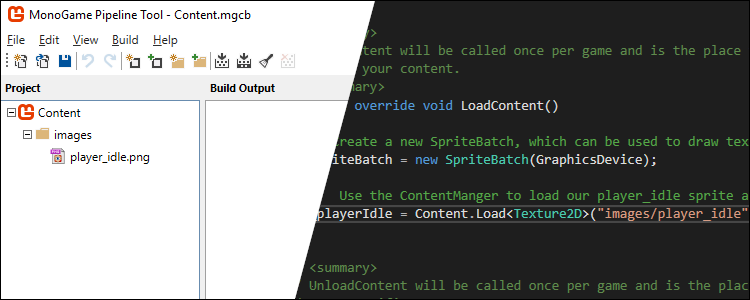 MonoGame Pipeline Tool - Content.mgcb
File Edit View Build Help
Project
Build Output
Content
images
player_idle.png
tent will be called once per game and is the place
your content.
override void LoadContent()
reate a new SpriteBatch, which can be used to draw tex
iteBatch = new SpriteBatch(GraphicsDevice);
Use the ContentManger to load our player_idle sprite a
playerIdle = Content.Load<Texture2D>("images/player_idle"
<summary>
UnloadContent will be called once per game and is the plac